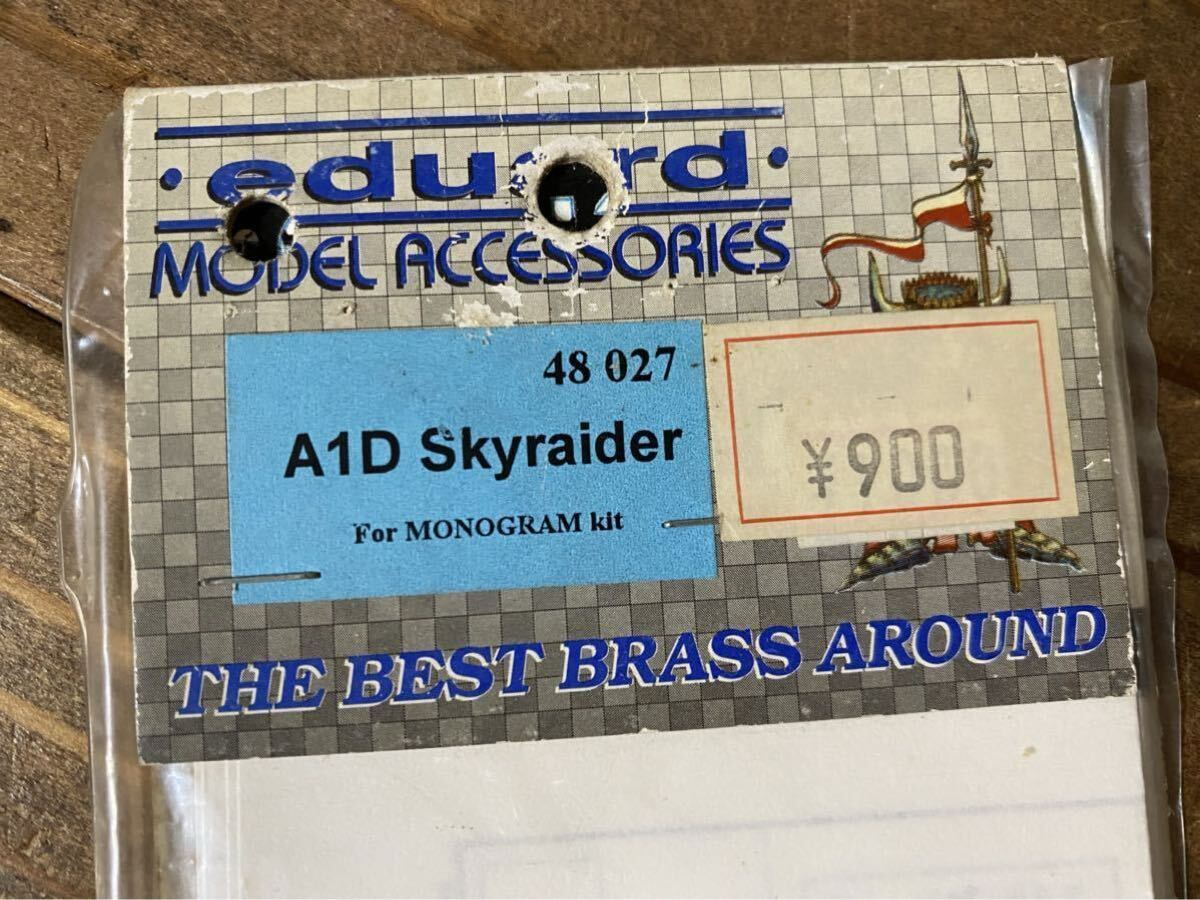 ·eduard·
MODEL ACCESSORIES
48 027
A1D Skyraider
For MONOGRAM kit
¥900
THE BEST BRASS AROUND